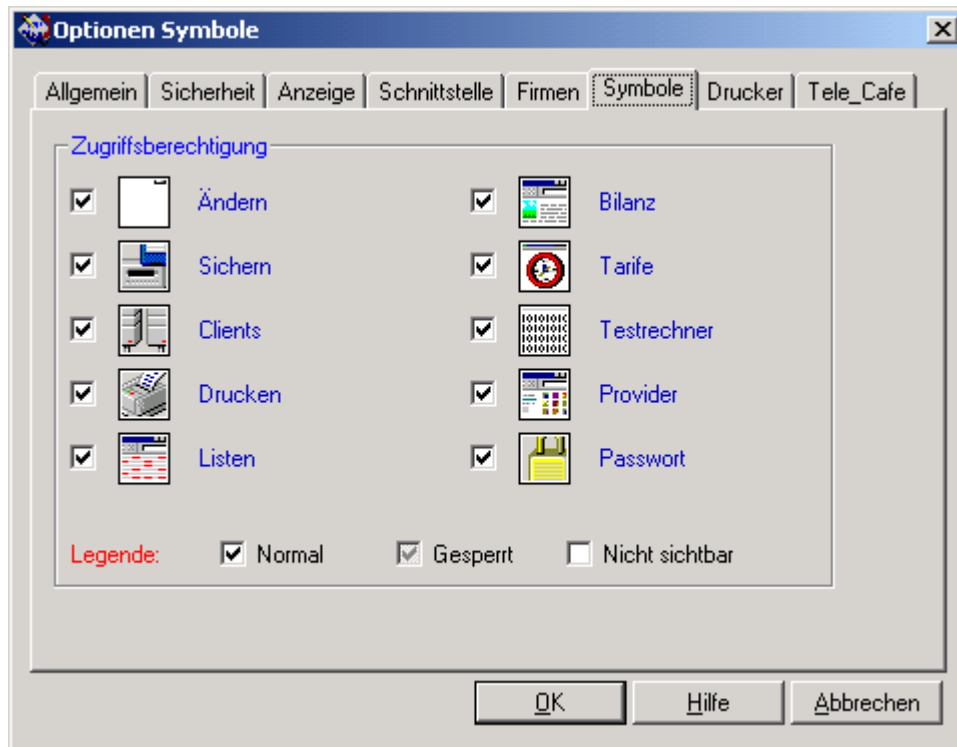 Optionen Symbole
Allgemein Sicherheit Anzeige Schnittstelle Firmen Symbole Drucker Tele_Cafe
Zugriffsberechtigung
Ändern Bilanz
Sichern Tarife
Clients Testrechner
Drucken Provider
Listen Passwort
Legende: Normal Gesperrt Nicht sichtbar
OK Hilfe Abbrechen